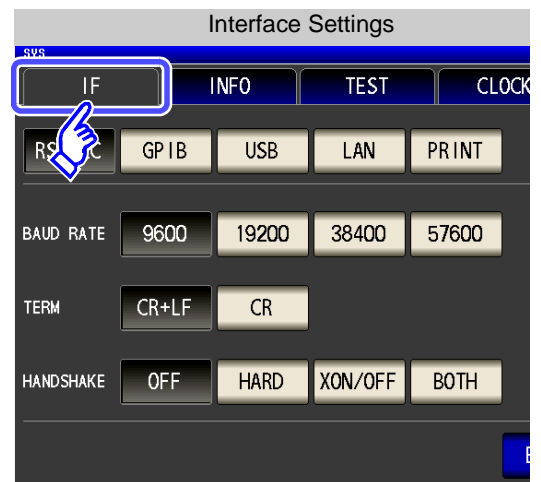 Interface Settings
SYS
IF INFO TEST CLOCK
GPIB USB LAN PRINT
BAUD RATE 9600 19200 38400 57600
TERM CR+LF CR
HANDSHAKE OFF HARD XON/OFF BOTH